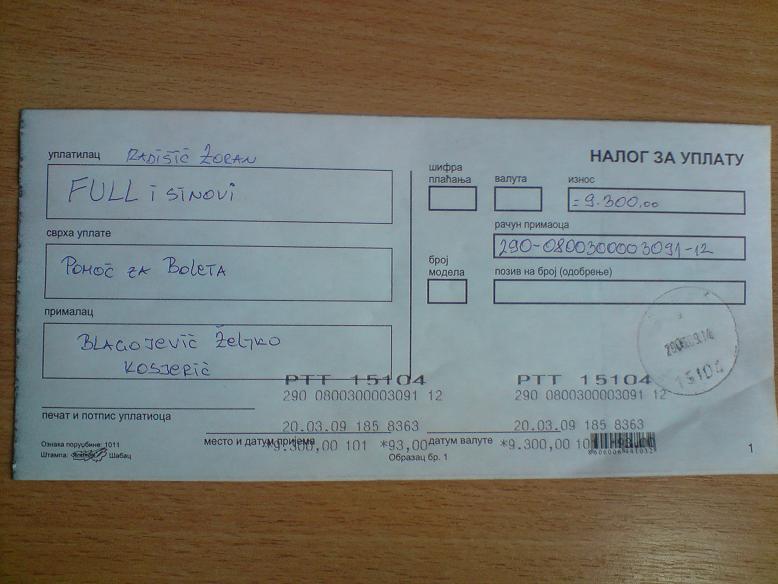 НАЛОГ ЗА УПЛАТУ
уплатилац RADIŠIĆ ŽORAN
FULL i SINOVI
сврха уплате
POMOĆ ZA BOLETA
прималац
BLAGOJEVIĆ ŽELJKO
KOSJERIĆ
шифра плаћања
валута
износ
=9.300,00
рачун примаоца
290-0800300003091-12
број модела
позив на број (одобрење)
PTT 15104
290 0800300003091 12
20.03.09 185 8363
*9.300,00 101 *93,00
PTT 15104
290 0800300003091 12
20.03.09 185 8363
*9.300,00 10
печат и потпис уплатиоца
место и датум пријема
датум валуте
Образац бр. 1
Ознака поруџбине: 1011
Штампа: Шабац
15104
1